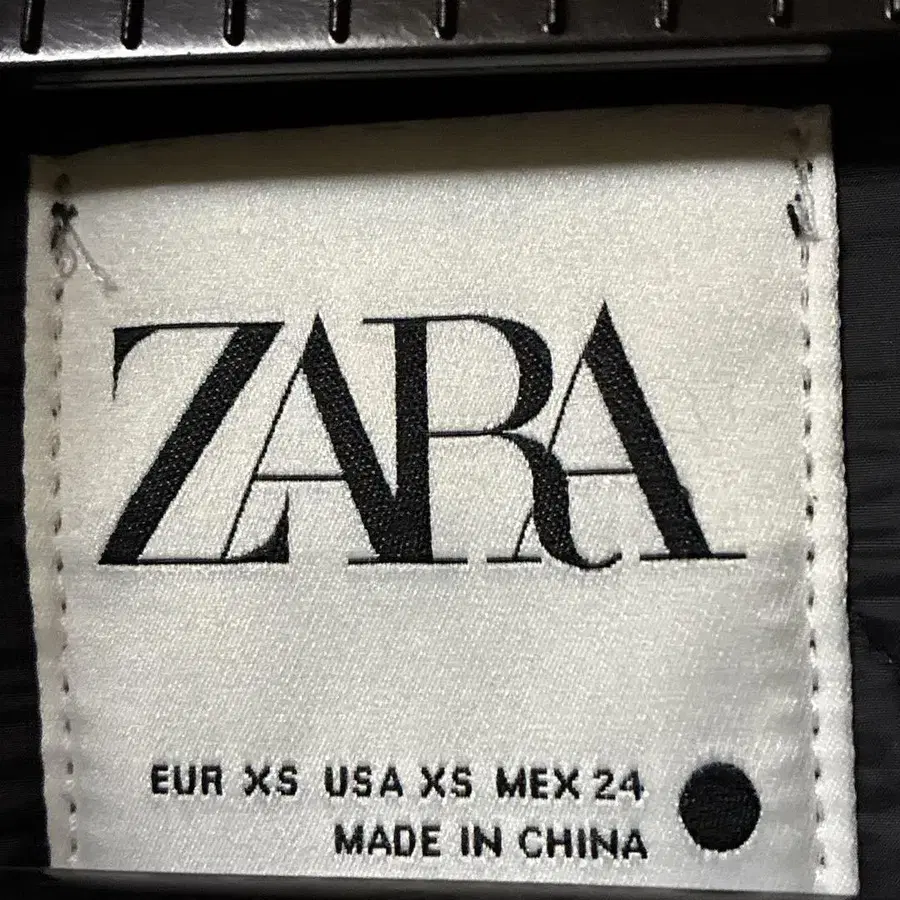 ZARA
EUR XS USA XS MEX 24
MADE IN CHINA